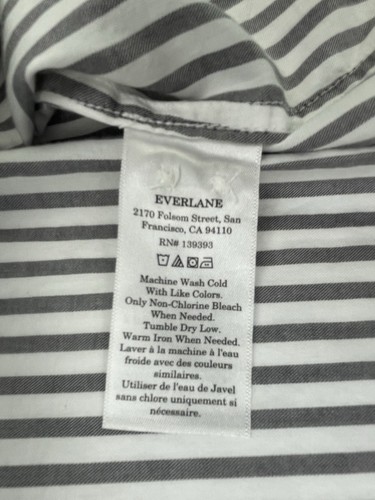 EVERLANE
2170 Folsom Street, San
Francisco, CA 94110
RN# 139393
Machine Wash Cold
With Like Colors.
Only Non-Chlorine Bleach
When Needed.
Tumble Dry Low.
Warm Iron When Needed.
Laver à la machine à l'eau
froide avec des couleurs
similaires.
Utiliser de l'eau de Javel
sans chlore uniquement si
nécessaire.